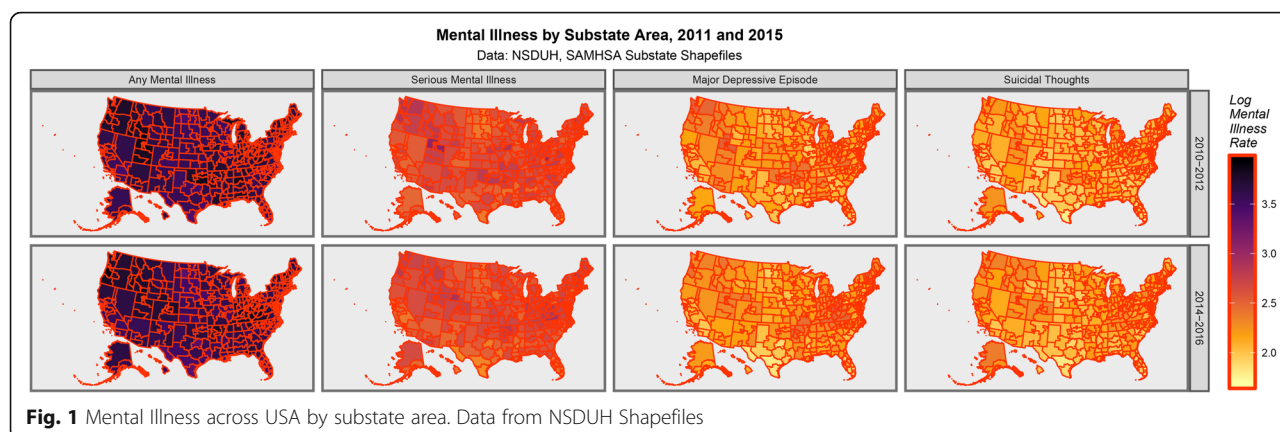 Mental Illness by Substate Area, 2011 and 2015
Data: NSDUH, SAMHSA Substate Shapefiles
Any Mental Illness
Serious Mental Illness
Major Depressive Episode
Suicidal Thoughts
2010−2012
2014−2016
Log
Mental
Illness
Rate
3.5
3.0
2.5
2.0
Fig. 1 Mental Illness across USA by substate area. Data from NSDUH Shapefiles